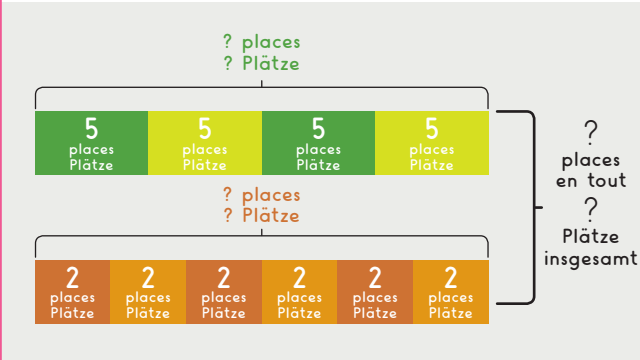 ? places
? Plätze
5 5 5 5
places places places places
Plätze Plätze Plätze Plätze
? places
? Plätze
2 2 2 2 2 2
places places places places places places
Plätze Plätze Plätze Plätze Plätze Plätze
?
places
en tout
?
Plätze
insgesamt